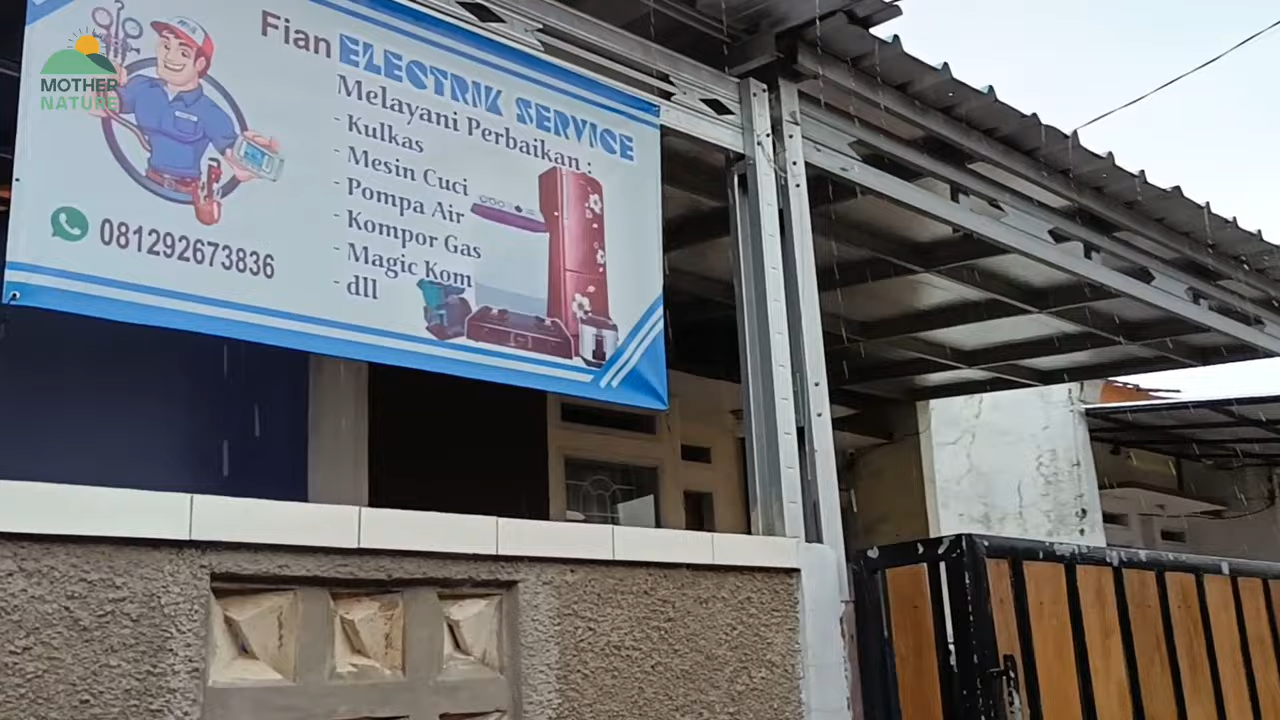 MOTHER
NATURE
Fian ELECTRIK SERVICE
Melayani Perbaikan :
- Kulkas
- Mesin Cuci
- Pompa Air
- Kompor Gas
- Magic Kom
- dll
081292673836